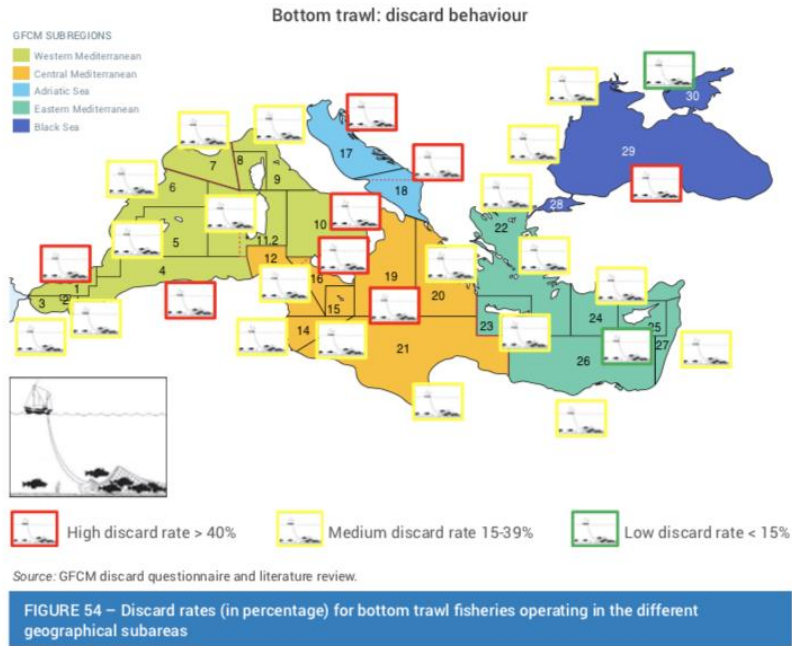 Bottom trawl: discard behaviour
GFCM SUBREGIONS
Western Mediterranean
Central Mediterranean
Adriatic Sea
Eastern Mediterranean
Black Sea
30
29
28
17
18
7
8
9
6
5
10
11.2
4
12
16
15
14
19
20
21
22
23
24
25
26
27
1
2
3
High discard rate > 40%
Medium discard rate 15-39%
Low discard rate < 15%
Source: GFCM discard questionnaire and literature review.
FIGURE 54 – Discard rates (in percentage) for bottom trawl fisheries operating in the different
geographical subareas